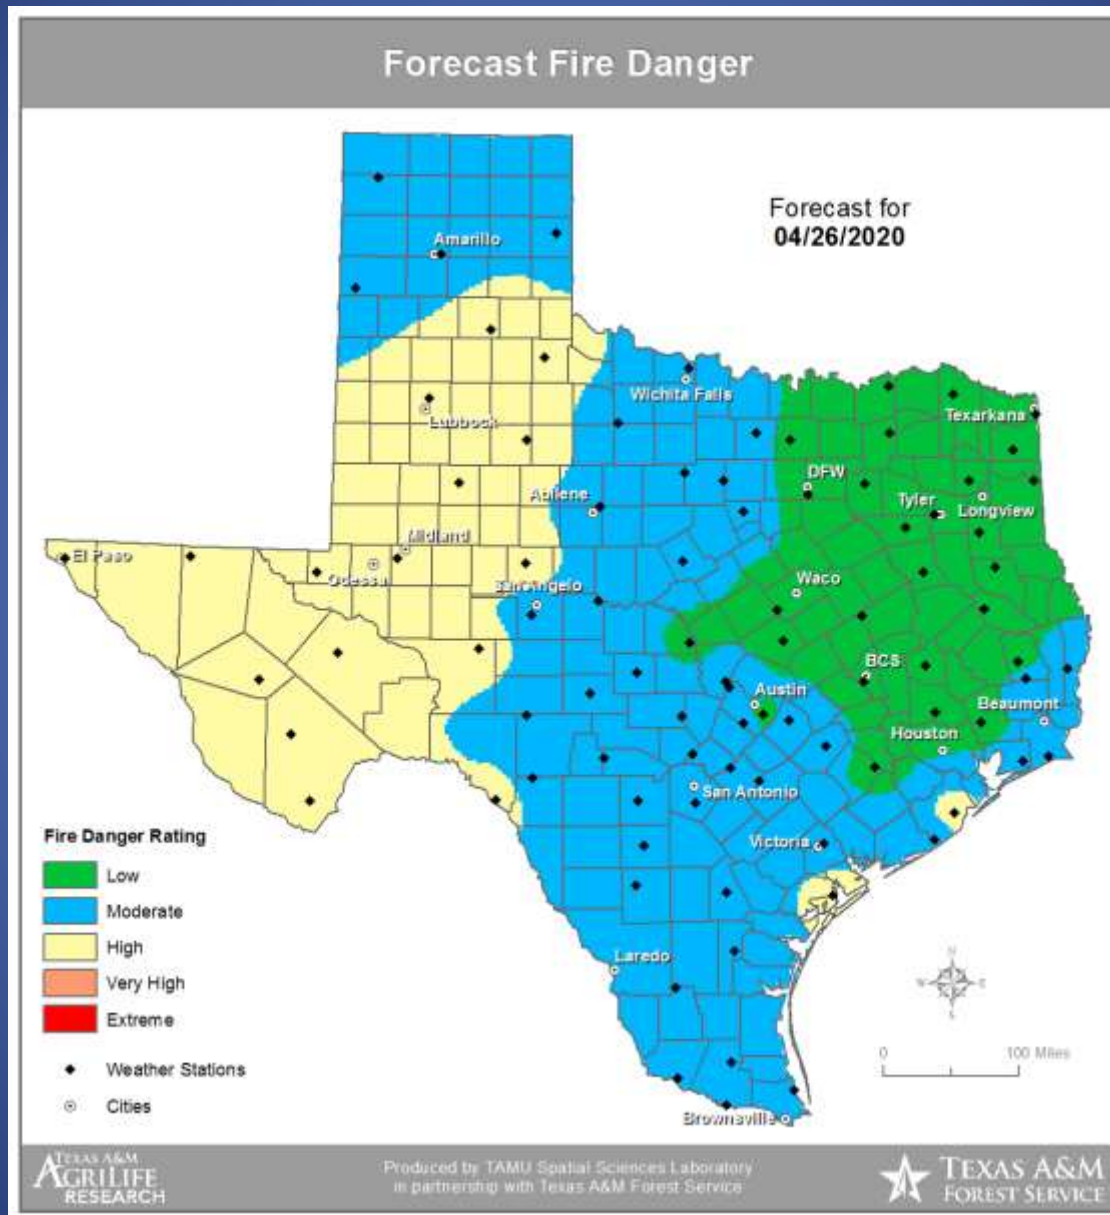 Forecast Fire Danger
Forecast for
04/26/2020
Amarillo
Wichita Falls
Lubbock
Texarkana
DFW
Abilene
Tyler
Longview
Midland
El Paso
Odessa
San Angelo
Waco
BCS
Austin
Beaumont
Houston
San Antonio
Victoria
Laredo
Brownsville
Fire Danger Rating
Low
Moderate
High
Very High
Extreme
Weather Stations
Cities
N
W E
S
0 100 Miles
TEXAS A&M
AGRILIFE
RESEARCH
Produced by TAMU Spatial Sciences Laboratory
in partnership with Texas A&M Forest Service
TEXAS A&M
FOREST SERVICE